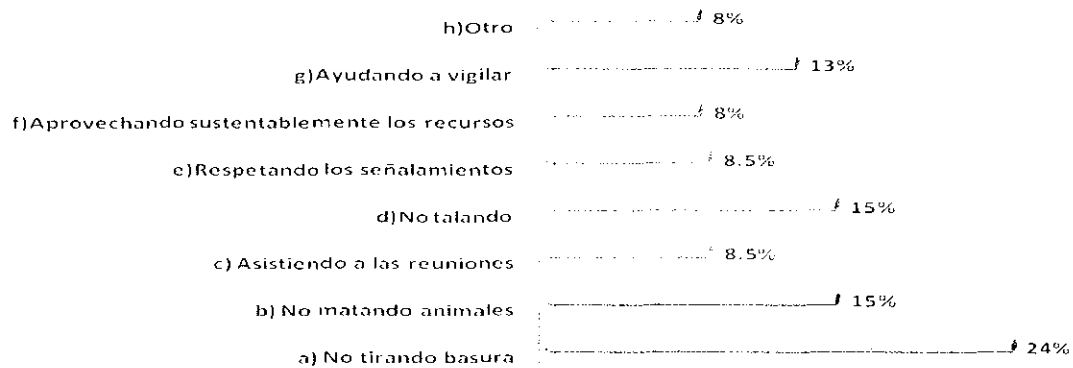 h)Otro 8%
g)Ayudando a vigilar 13%
f)Aprovechando sustentablemente los recursos 8%
e)Respetando los señalamientos 8.5%
d)No talando 15%
c) Asistiendo a las reuniones 8.5%
b) No matando animales 15%
a) No tirando basura 24%